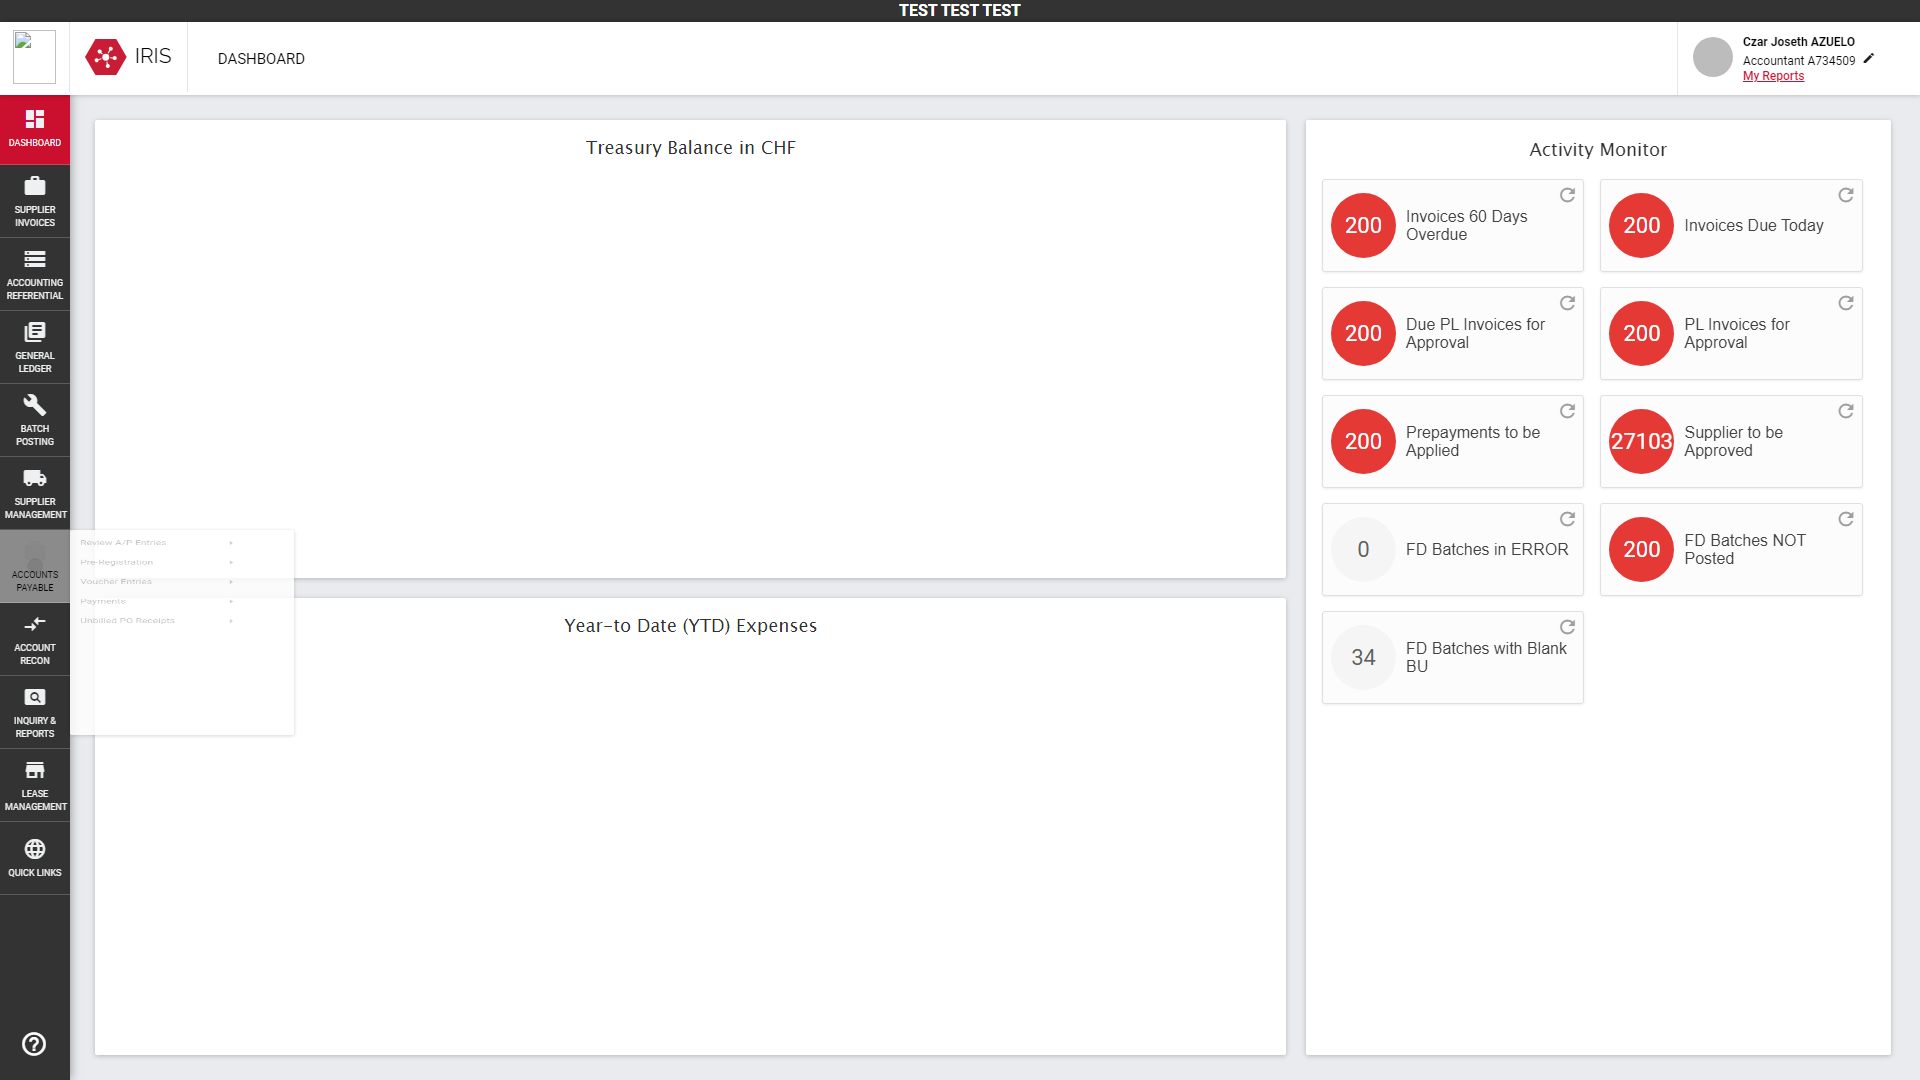 TEST TEST TEST
IRIS
DASHBOARD
Czar Joseth AZUELO
Accountant A734509
My Reports
DASHBOARD
SUPPLIER
INVOICES
ACCOUNTING
REFERENTIAL
GENERAL
LEDGER
BATCH
POSTING
SUPPLIER
MANAGEMENT
ACCOUNTS
PAYABLE
ACCOUNT
RECON
INQUIRY &
REPORTS
LEASE
MANAGEMENT
QUICK LINKS
Review A/P Entries
Pre-Registration
Voucher Entries
Payments
Unbilled PO Receipts
Treasury Balance in CHF
Year-to Date (YTD) Expenses
Activity Monitor
200
Invoices 60 Days
Overdue
200
Invoices Due Today
200
Due PL Invoices for
Approval
200
PL Invoices for
Approval
200
Prepayments to be
Applied
27103
Supplier to be
Approved
0
FD Batches in ERROR
200
FD Batches NOT
Posted
34
FD Batches with Blank
BU